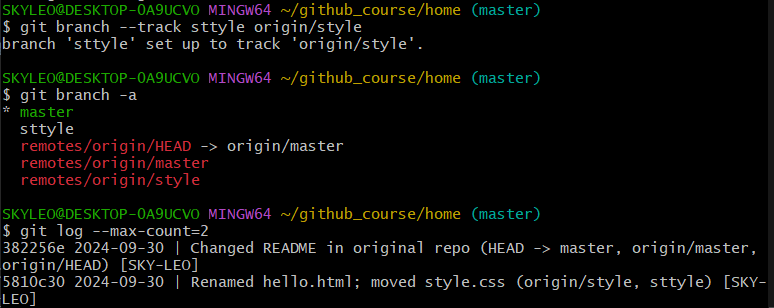 SKYLEO@DESKTOP-0A9UCVO MINGW64 ~/github_course/home (master)
$ git branch --track sttyle origin/style
branch 'sttyle' set up to track 'origin/style'.
SKYLEO@DESKTOP-0A9UCVO MINGW64 ~/github_course/home (master)
$ git branch -a
* master
  sttyle
  remotes/origin/HEAD -> origin/master
  remotes/origin/master
  remotes/origin/style
SKYLEO@DESKTOP-0A9UCVO MINGW64 ~/github_course/home (master)
$ git log --max-count=2
382256e 2024-09-30 | Changed README in original repo (HEAD -> master, origin/master,
origin/HEAD) [SKY-LEO]
5810c30 2024-09-30 | Renamed hello.html; moved style.css (origin/style, sttyle) [SKY-
LEO]